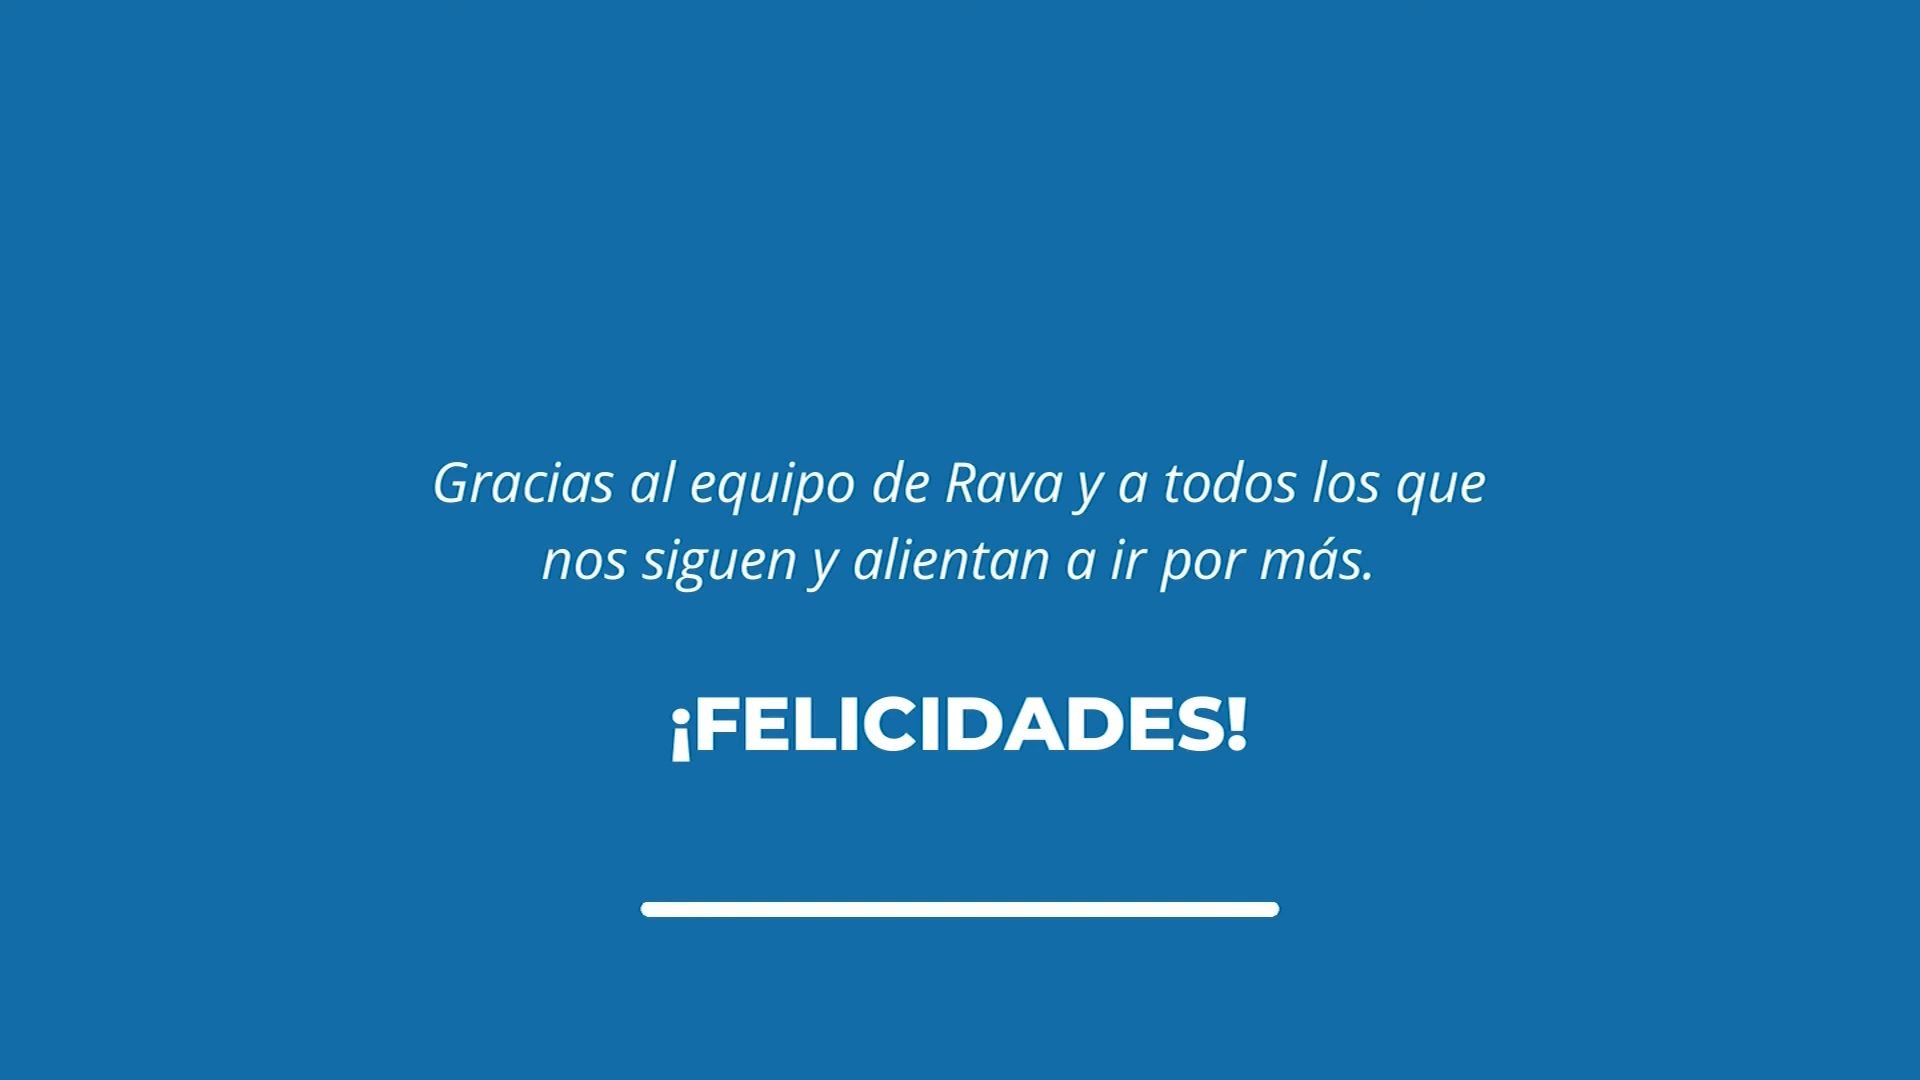 Gracias al equipo de Rava y a todos los que
nos siguen y alientan a ir por más.
¡FELICIDADES!